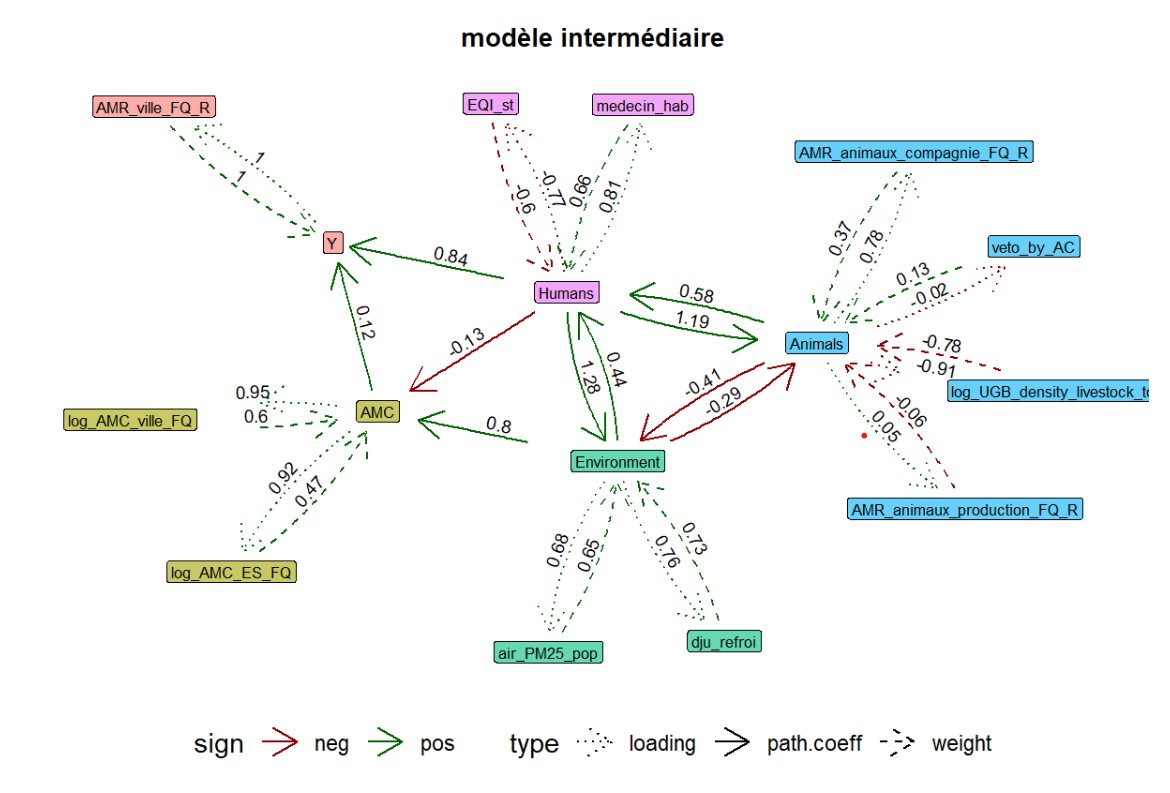 modèle intermédiaire
AMR_ville_FQ_R
EQI_st
medecin_hab
AMR_animaux_compagnie_FQ_R
1
1
-0.6
-0.77
0.66
0.81
0.37
0.78
Y
0.84
veto_by_AC
0.13
-0.02
Humans
0.58
1.19
Animals
0.12
-0.13
1.28
0.44
-0.41
-0.29
-0.78
-0.91
log_UGB_density_livestock_to
0.95
0.6
log_AMC_ville_FQ
AMC
0.8
-0.06
0.05
Environment
0.92
0.47
AMR_animaux_production_FQ_R
log_AMC_ES_FQ
0.68
0.65
0.76
0.73
air_PM25_pop
dju_refroi
sign neg pos type loading path.coeff weight